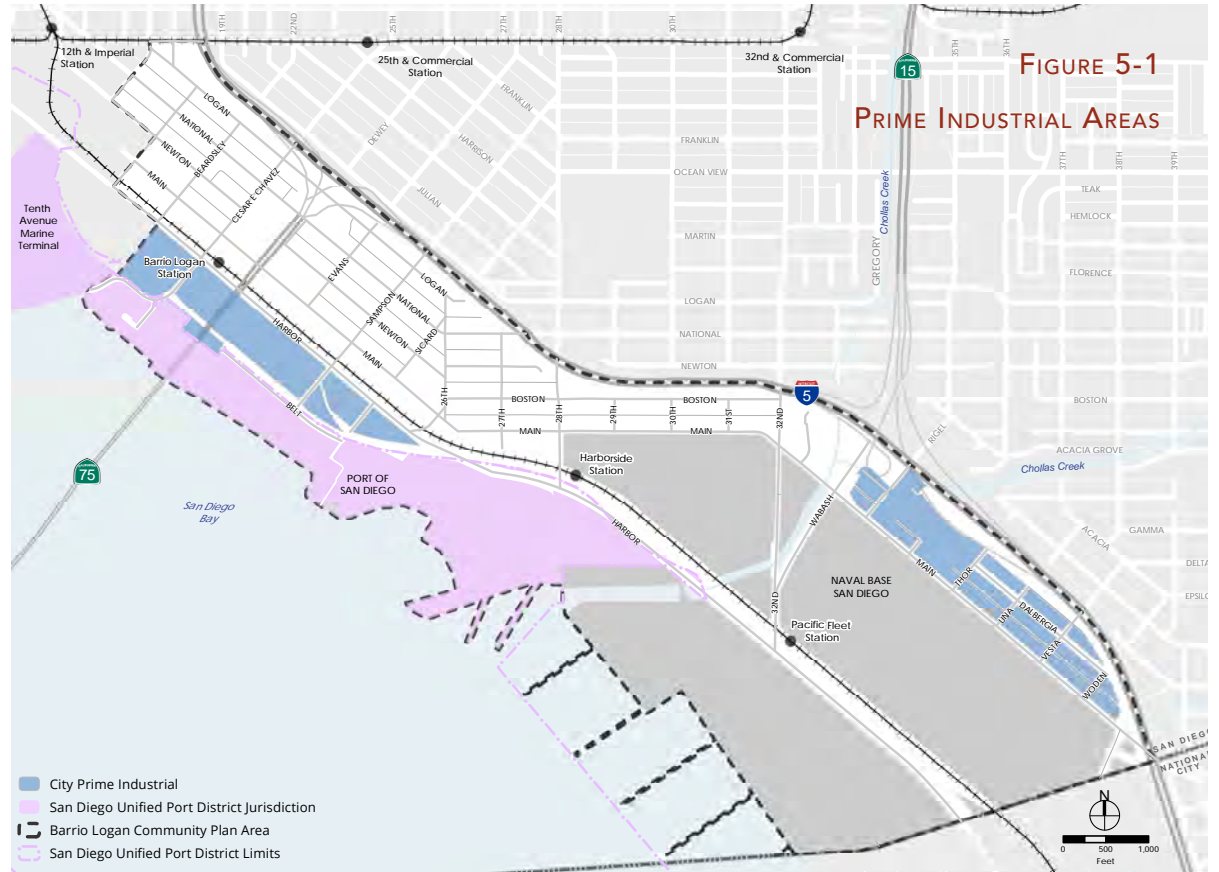 FIGURE 5-1
PRIME INDUSTRIAL AREAS
19TH
22ND
25TH
27TH
28TH
30TH
35TH
36TH
12th & Imperial
Station
25th & Commercial
Station
32nd & Commercial
Station
15
LOGAN
NATIONAL
NEWTON
MAIN
BEARDSLEY
CESAR E CHAVEZ
DEWEY
FRANKLIN
HARRISON
JULIAN
FRANKLIN
OCEAN VIEW
MARTIN
LOGAN
NATIONAL
NEWTON
Chollas Creek
GREGORY
37TH
38TH
39TH
TEAK
HEMLOCK
FLORENCE
Tenth
Avenue
Marine
Terminal
Barrio Logan
Station
EVANS
SAMPSON
LOGAN
NATIONAL
NEWTON
SICARD
MAIN
HARBOR
BELT
26TH
27TH
28TH
29TH
30TH
31ST
32ND
BOSTON
BOSTON
MAIN
MAIN
5
BOSTON
RIGEL
ACACIA GROVE
Chollas Creek
75
San Diego
Bay
PORT OF
SAN DIEGO
Harborside
Station
HARBOR
WABASH
32ND
NAVAL BASE
SAN DIEGO
Pacific Fleet
Station
MAIN
THOR
UNA
DALBERGIA
VESTA
WODEN
ACACIA
GAMMA
DELTA
SAN DIEGO
NATIONAL
CITY
City Prime Industrial
San Diego Unified Port District Jurisdiction
Barrio Logan Community Plan Area
San Diego Unified Port District Limits
N
0 500 1,000
Feet